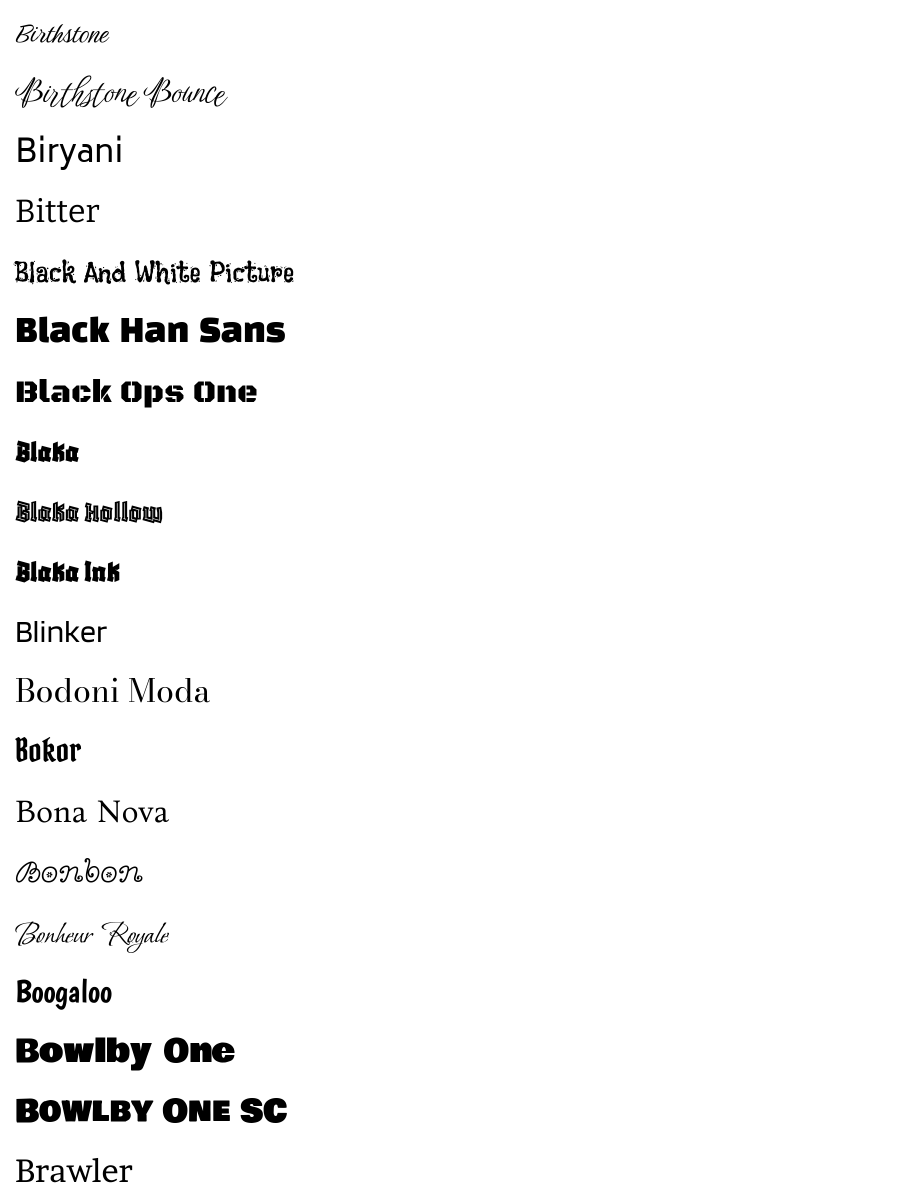 Birthstone
Birthstone Bounce
Biryani
Bitter
Black And White Picture
Black Han Sans
Black Ops One
Blaka
Blaka Hollow
Blaka Ink
Blinker
Bodoni Moda
Bokor
Bona Nova
Bonbon
Bonheur Royale
Boogaloo
Bowlby One
Bowlby One SC
Brawler